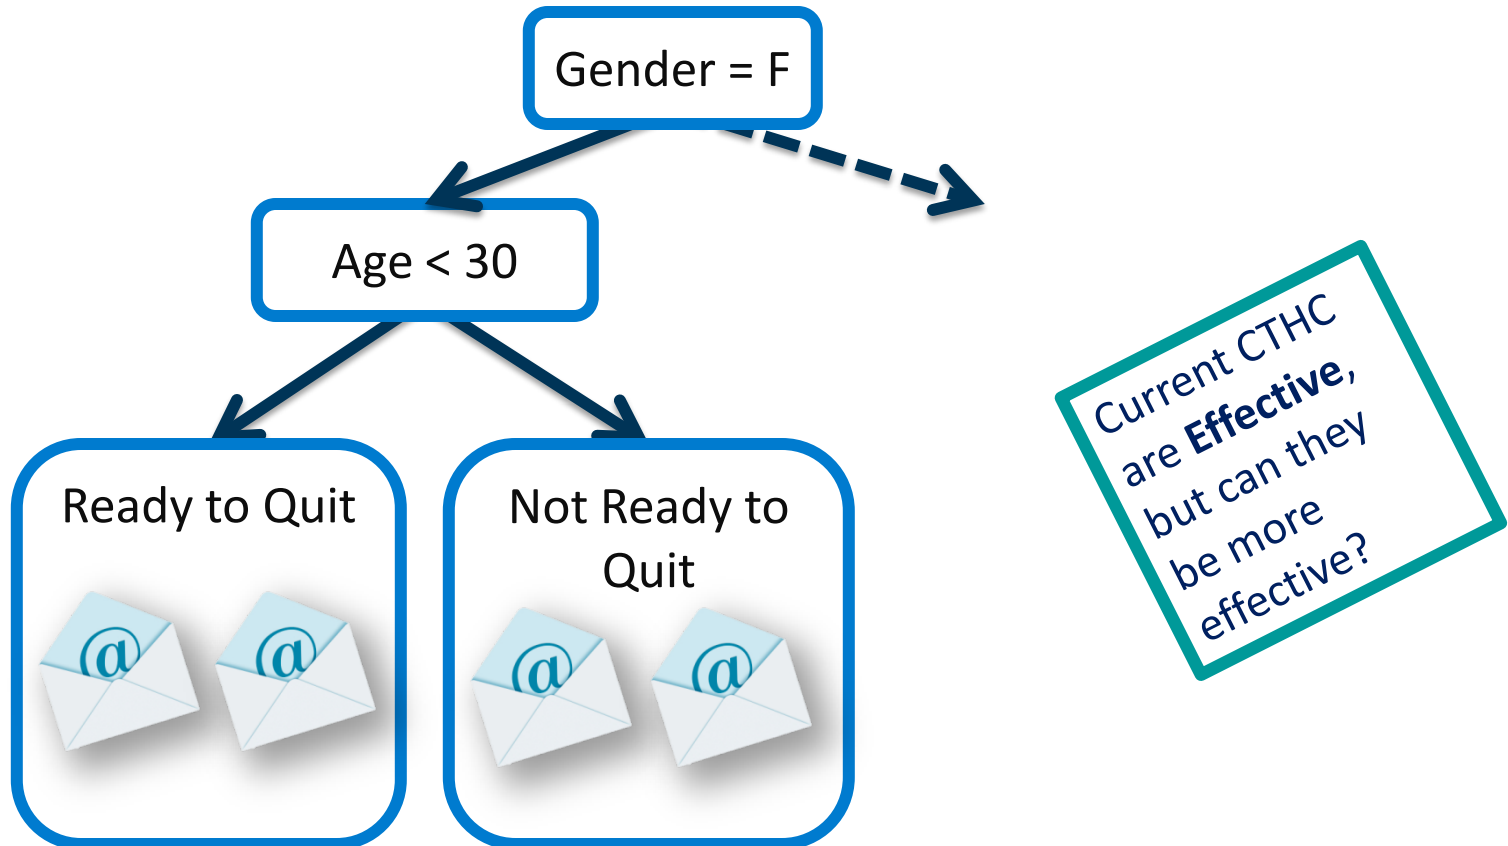 Gender = F
Age < 30
Ready to Quit
Not Ready to
Quit
@
@
@
@
Current CTHC
are Effective,
but can they
be more
effective?